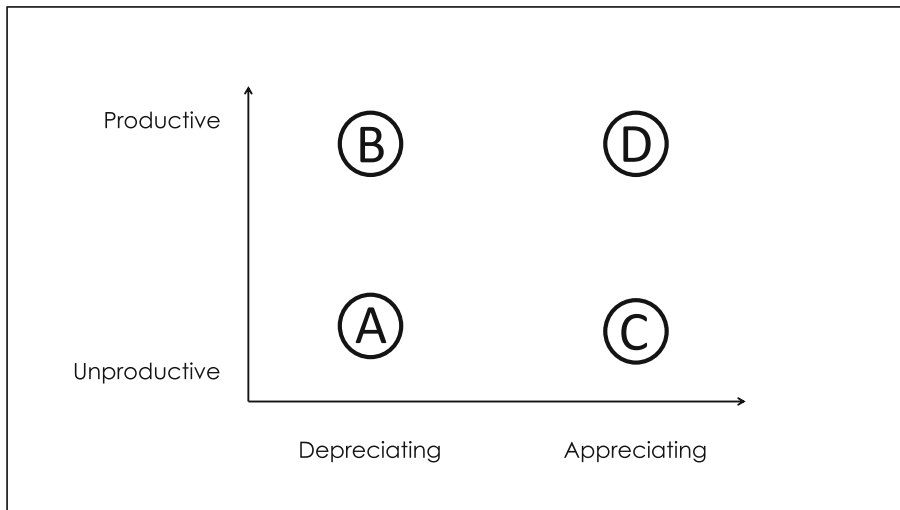 Productive
B
D
A
C
Unproductive
Depreciating
Appreciating